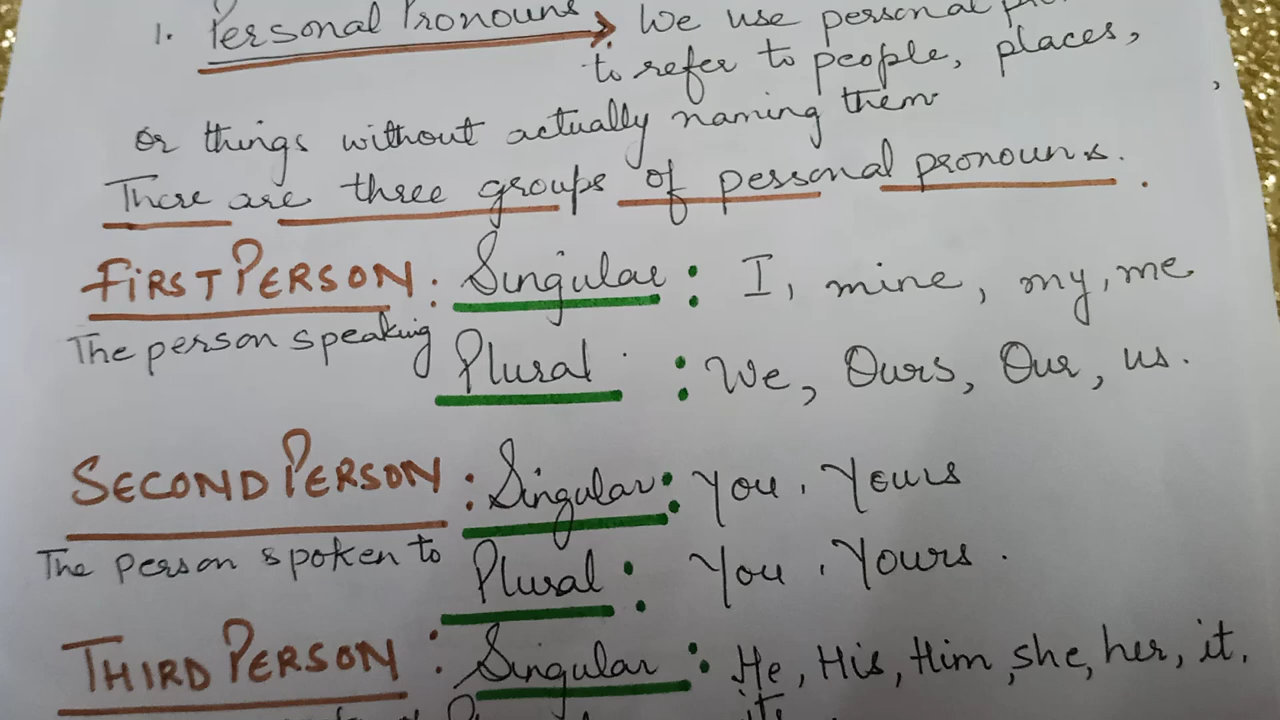 1. Personal Pronouns → We use personal
to refer to people, places,
or things without actually naming them
There are three groups of personal pronouns.
FIRST PERSON: Singular: I, mine, my, me
The person speaking
Plural : We, Ours, Our, us.
SECOND PERSON: Singular: You, Yours
The person spoken to
Plural: You, Yours.
THIRD PERSON: Singular: He, His, Him, she, her, it,